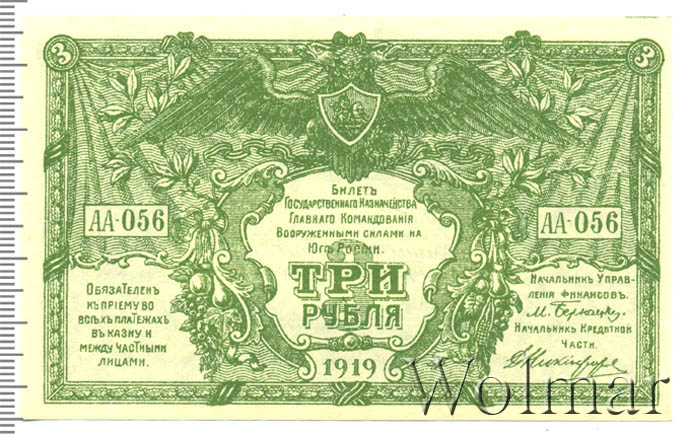 3 3
Билетъ
Государственнаго Казначейства
Главнаго Командованія
Вооруженными силами на
Югѣ Россіи.
АА-056 АА-056
ТРИ
РУБЛЯ
1919
Обязателенъ
къ пріему во
всѣхъ платежахъ
въ казну и
между частными
лицами.
Начальникъ Управ-
ленія Финансовъ.
Начальникъ Кредитной
Части.
Wolmar